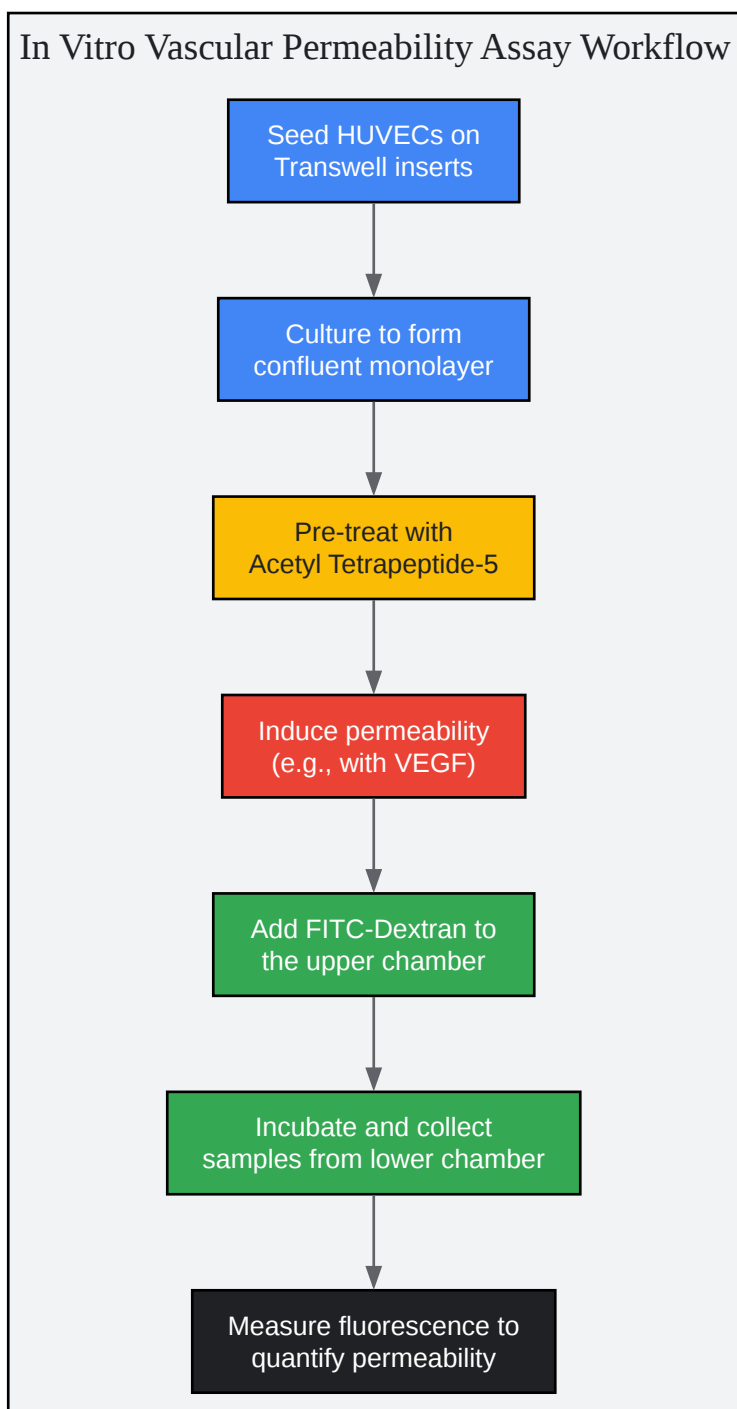 In Vitro Vascular Permeability Assay Workflow
Seed HUVECs on
Transwell inserts
Culture to form
confluent monolayer
Pre-treat with
Acetyl Tetrapeptide-5
Induce permeability
(e.g., with VEGF)
Add FITC-Dextran to
the upper chamber
Incubate and collect
samples from lower chamber
Measure fluorescence to
quantify permeability